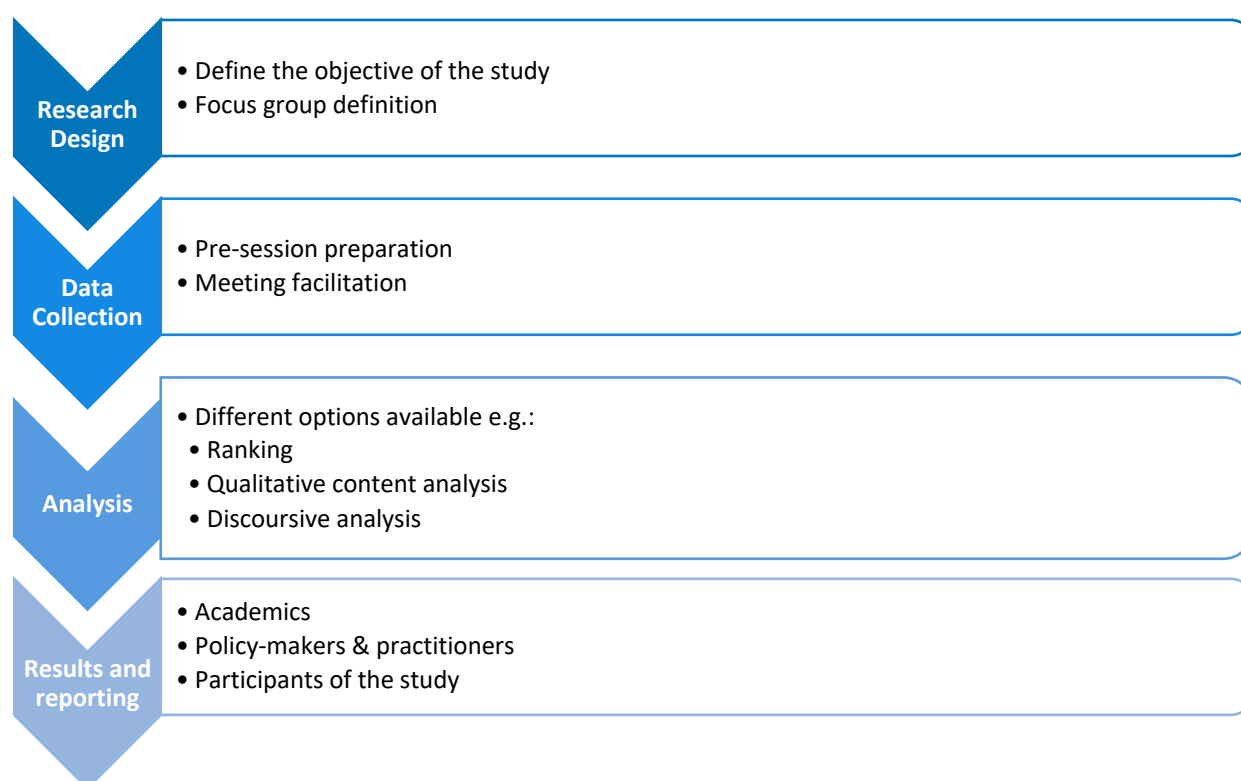 Research
Design
• Define the objective of the study
• Focus group definition
Data
Collection
• Pre-session preparation
• Meeting facilitation
Analysis
• Different options available e.g.:
• Ranking
• Qualitative content analysis
• Discoursive analysis
Results and
reporting
• Academics
• Policy-makers & practitioners
• Participants of the study